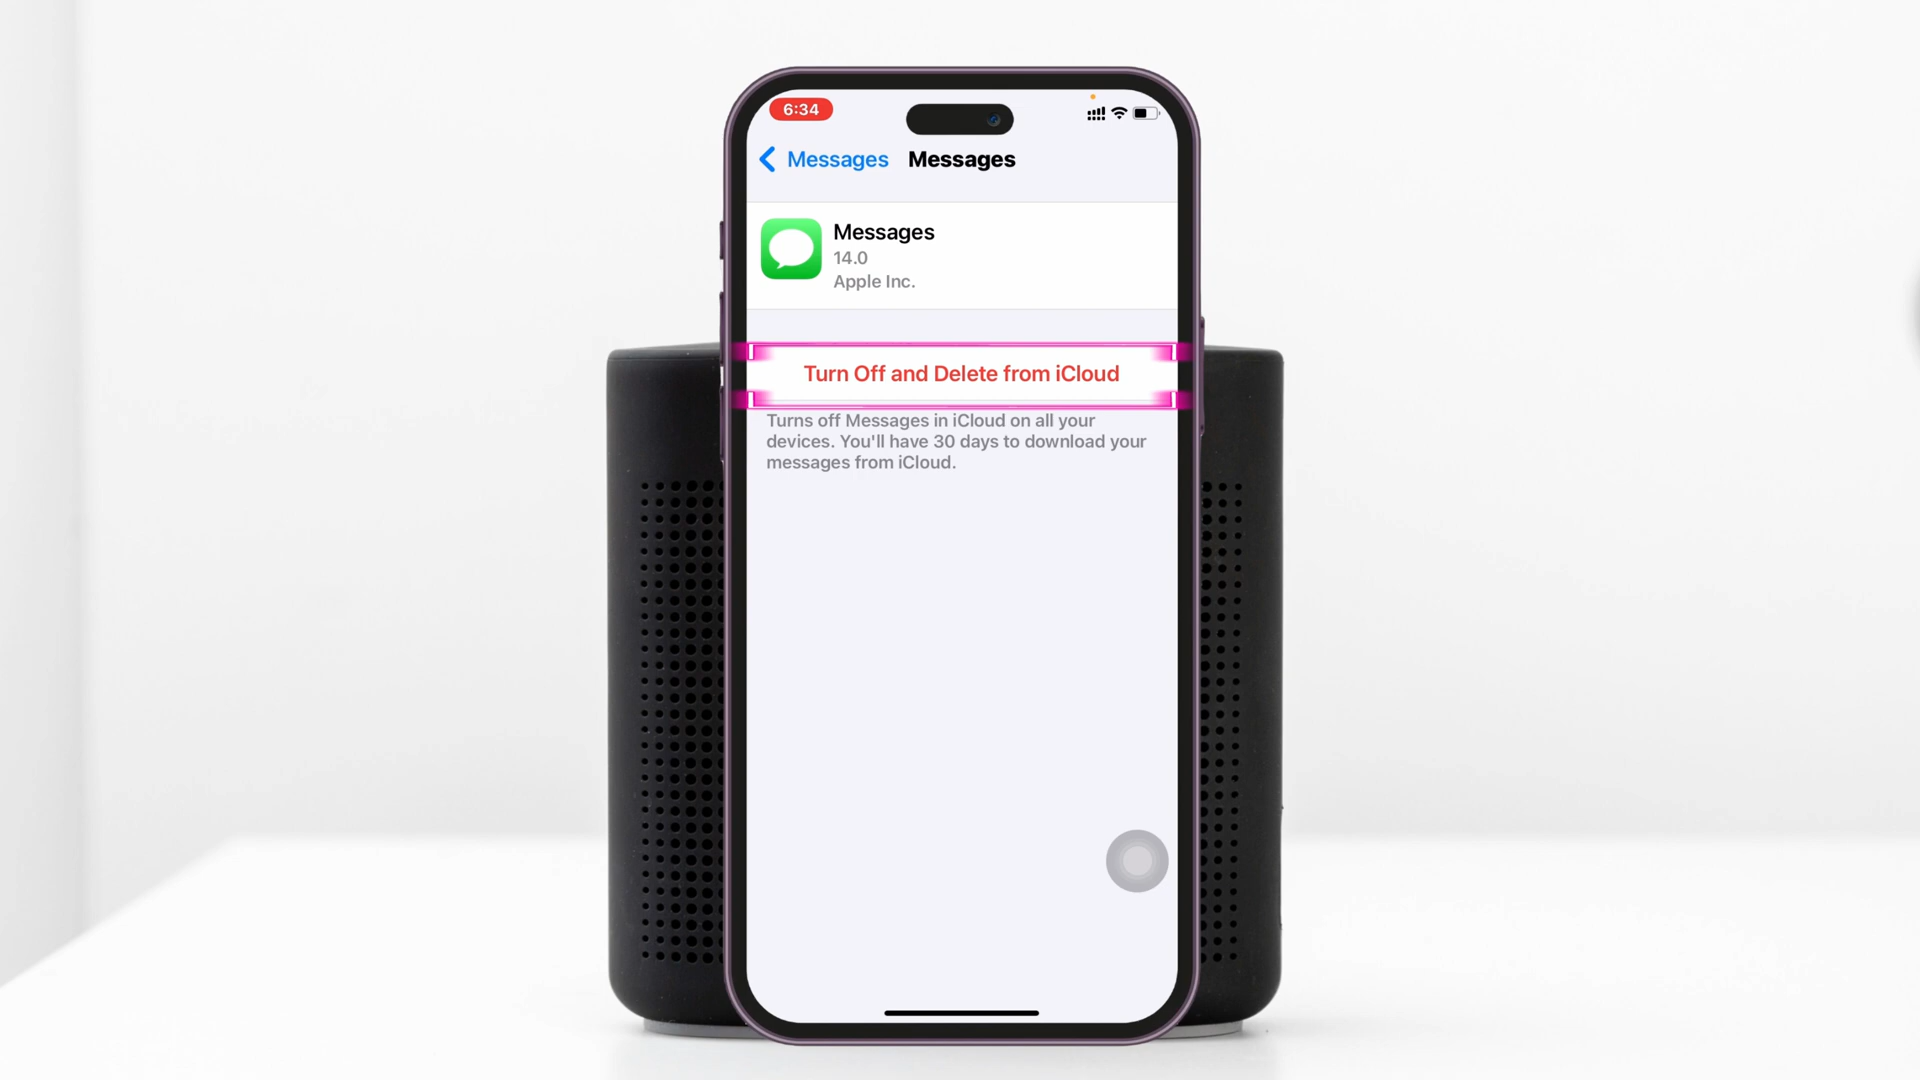 6:34
Messages Messages
Messages
14.0
Apple Inc.
Turn Off and Delete from iCloud
Turns off Messages in iCloud on all your
devices. You'll have 30 days to download your
messages from iCloud.